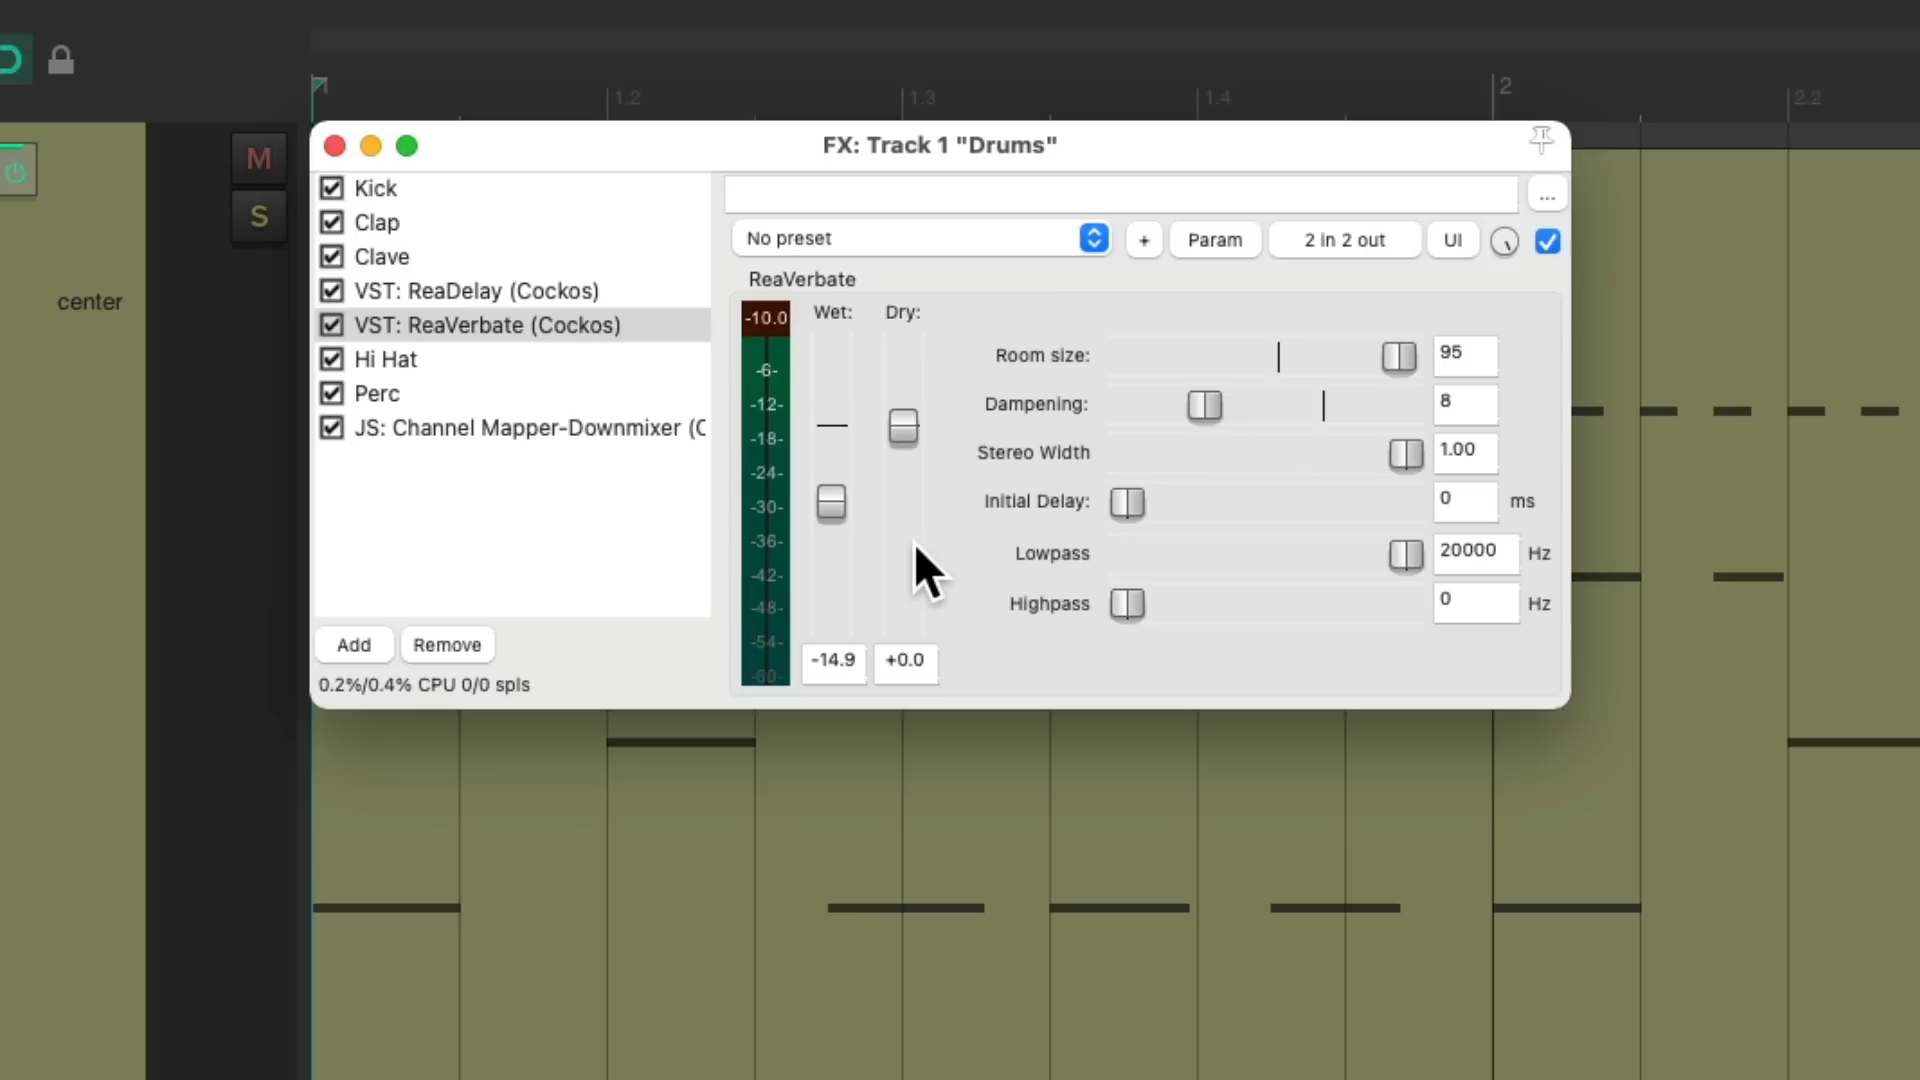 1.2
1.3
1.4
2
2.2
M
S
center
FX: Track 1 "Drums"
Kick
Clap
Clave
VST: ReaDelay (Cockos)
VST: ReaVerbate (Cockos)
Hi Hat
Perc
JS: Channel Mapper-Downmixer (C
Add
Remove
0.2%/0.4% CPU 0/0 spls
...
No preset
+
Param
2 in 2 out
UI
ReaVerbate
-10.0
-6-
-12-
-18-
-24-
-30-
-36-
-42-
-48-
-54-
-60-
Wet:
Dry:
-14.9
+0.0
Room size: 95
Dampening: 8
Stereo Width 1.00
Initial Delay: 0 ms
Lowpass 20000 Hz
Highpass 0 Hz